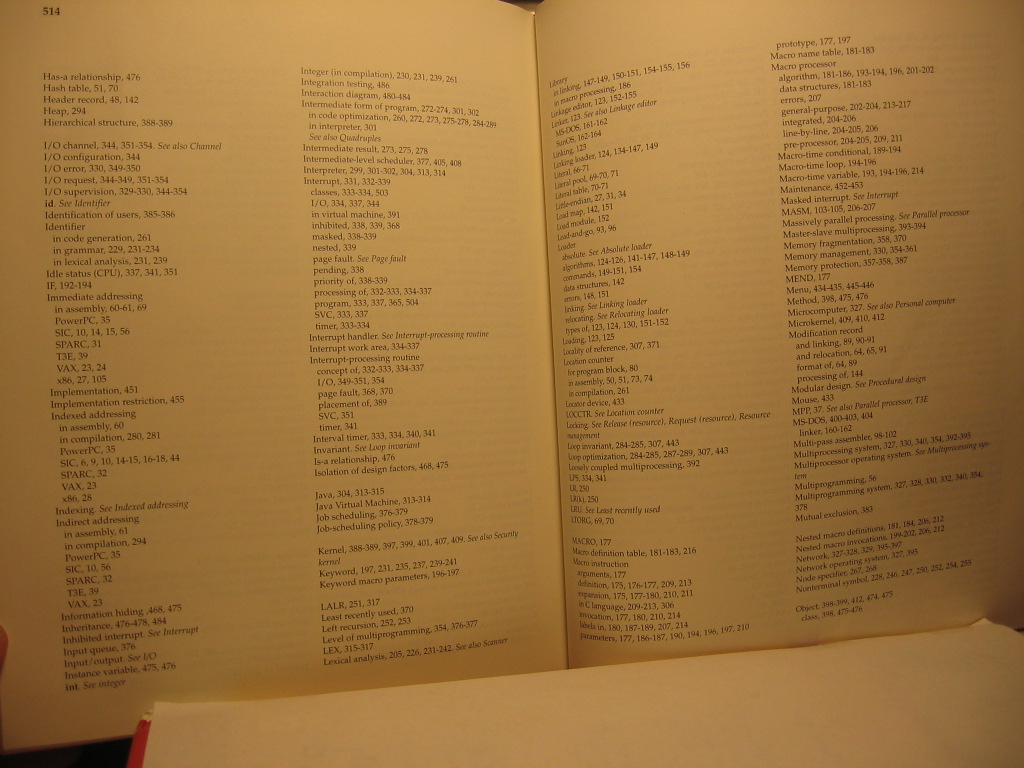 514
Has-a relationship, 476
Hash table, 51, 70
Header record, 48, 142
Heap, 294
Hierarchical structure, 388-389
I/O channel, 344, 351-354. See also Channel
I/O configuration, 344
I/O error, 330, 349-350
I/O request, 344-349, 351-354
I/O supervision, 329-330, 344-354
id. See Identifier
Identification of users, 385-386
Identifier
in code generation, 261
in grammar, 229, 231-234
in lexical analysis, 231, 239
Idle status (CPU), 337, 341, 351
IF, 192-194
Immediate addressing
in assembly, 60-61, 69
PowerPC, 35
SIC, 10, 14, 15, 56
SPARC, 31
T3E, 39
VAX, 23, 24
x86, 27, 105
Implementation, 451
Implementation restriction, 455
Indexed addressing
in assembly, 60
in compilation, 280, 281
PowerPC, 35
SIC, 6, 9, 10, 14-15, 16-18, 44
SPARC, 32
VAX, 23
x86, 28
Indexing. See Indexed addressing
Indirect addressing
in assembly, 61
in compilation, 294
PowerPC, 35
SIC, 10, 56
SPARC, 32
T3E, 39
VAX, 23
Information hiding ,468, 475
Inheritance, 476-478, 484
Inhibited interrupt. See Interrupt
Input queue, 376
Input/output. See I/O
Instance variable, 475, 476
int. See integer
Integer (in compilation), 230, 231, 239, 261
Integration testing, 486
Interaction diagram, 480-484
Intermediate form of program, 272-274, 301, 302
in code optimization, 260, 272, 273, 275-278, 284-289
in interpreter, 301
See also Quadruples
Intermediate result, 273, 275, 278
Intermediate-level scheduler, 377, 405, 408
Interpreter, 299, 301-302, 304, 313, 314
Interrupt, 331, 332-339
classes, 333-334, 503
I/O, 334, 337, 344
in virtual machine, 391
inhibited, 338, 339, 368
masked, 338-339
nested, 339
page fault. See Page fault
pending, 338
priority of, 338-339
processing of, 332-333, 334-337
program, 333, 337, 365, 504
SVC, 333, 337
timer, 333-334
Interrupt handler. See Interrupt-processing routine
Interrupt work area, 334-337
Interrupt-processing routine
concept of, 332-333, 334-337
I/O, 349-351, 354
page fault, 368, 370
placement of, 389
SVC, 351
timer, 341
Interval timer, 333, 334, 340, 341
Invariant. See Loop invariant
Is-a relationship, 476
Isolation of design factors, 468, 475
Java, 304, 313-315
Java Virtual Machine, 313-314
Job scheduling, 376-379
Job-scheduling policy, 378-379
Kernel, 388-389, 397, 399, 401, 407, 409. See also Security
kernel
Keyword, 197, 231, 235, 237, 239-241
Keyword macro parameters, 196-197
LALR, 251, 317
Least recently used, 370
Left recursion, 252, 253
Level of multiprogramming, 354, 376-377
LEX, 315-317
Lexical analysis, 205, 226, 231-242. See also Scanner
Library
in linking, 147-149, 150-151, 154-155, 156
in macro processing, 186
Linkage editor, 123, 152-155
Linker, 123. See also Linkage editor
MS-DOS, 161-162
SunOS, 162-164
Linking, 123
Linking loader, 124, 134-147, 149
Literal, 66-71
Literal pool, 69-70, 71
Literal table, 70-71
Little-endian, 27, 31, 34
Load map, 142, 151
Load module, 152
Load-and-go, 93, 96
Loader
absolute. See Absolute loader
algorithms, 124-126, 141-147, 148-149
commands, 149-151, 154
data structures, 142
errors, 148, 151
linking. See Linking loader
relocating. See Relocating loader
types of, 123, 124, 130, 151-152
Loading, 123, 125
Locality of reference, 307, 371
Location counter
for program block, 80
in assembly, 50, 51, 73, 74
in compilation, 261
Locator device, 433
LOCCTR. See Location counter
Locking. See Release (resource), Request (resource), Resource
management
Loop invariant, 284-285, 307, 443
Loop optimization, 284-285, 287-289, 307, 443
Loosely coupled multiprocessing, 392
LPS, 334, 341
LR, 250
LR(k), 250
LRU. See Least recently used
LTORG, 69, 70
MACRO, 177
Macro definition table, 181-183, 216
Macro instruction
arguments, 177
definition, 175, 176-177, 209, 213
expansion, 175, 177-180, 210, 211
in C language, 209-213, 306
invocation, 177, 180, 210, 214
labels in, 180, 187-189, 207, 214
parameters, 177, 186-187, 190, 194, 196, 197, 210
prototype, 177, 197
Macro name table, 181-183
Macro processor
algorithm, 181-186, 193-194, 196, 201-202
data structures, 181-183
errors, 207
general-purpose, 202-204, 213-217
integrated, 204-206
line-by-line, 204-205, 206
pre-processor, 204-205, 209, 211
Macro-time conditional, 189-194
Macro-time loop, 194-196
Macro-time variable, 193, 194-196, 214
Maintenance, 452-453
Masked interrupt. See Interrupt
MASM, 103-105, 206-207
Massively parallel processing. See Parallel processor
Master-slave multiprocessing, 393-394
Memory fragmentation, 358, 370
Memory management, 330, 354-361
Memory protection, 357-358, 387
MEND, 177
Menu, 434-435, 445-446
Method, 398, 475, 476
Microcomputer, 327. See also Personal computer
Microkernel, 409, 410, 412
Modification record
and linking, 89, 90-91
and relocation, 64, 65, 91
format of, 64, 89
processing of, 144
Modular design. See Procedural design
Mouse, 433
MPP, 37. See also Parallel processor, T3E
MS-DOS, 400-403, 404
linker, 160-162
Multi-pass assembler, 98-102
Multiprocessing system, 327, 330, 340, 354, 392-395
Multiprocessor operating system. See Multiprocessing sys-
tem
Multiprogramming, 56
Multiprogramming system, 327, 328, 330, 332, 340, 354,
378
Mutual exclusion, 383
Nested macro definitions, 181, 184, 206, 212
Nested macro invocations, 199-202, 206, 212
Network, 327-328, 329, 395-397
Network operating system, 327, 395
Node specifier, 267, 268
Nonterminal symbol, 228, 246, 247, 250, 252, 254, 255
Object, 398-399, 412, 474, 475
class, 398, 475-476